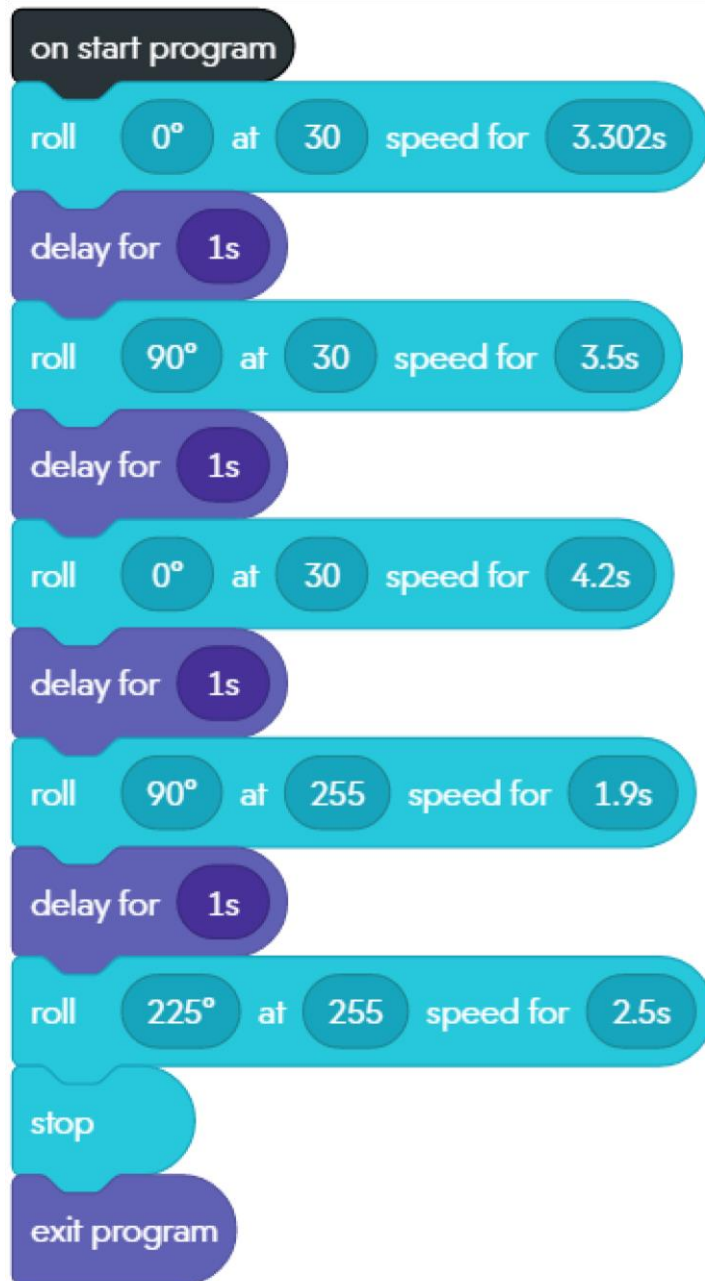 on start program
roll 0° at 30 speed for 3.302s
delay for 1s
roll 90° at 30 speed for 3.5s
delay for 1s
roll 0° at 30 speed for 4.2s
delay for 1s
roll 90° at 255 speed for 1.9s
delay for 1s
roll 225° at 255 speed for 2.5s
stop
exit program